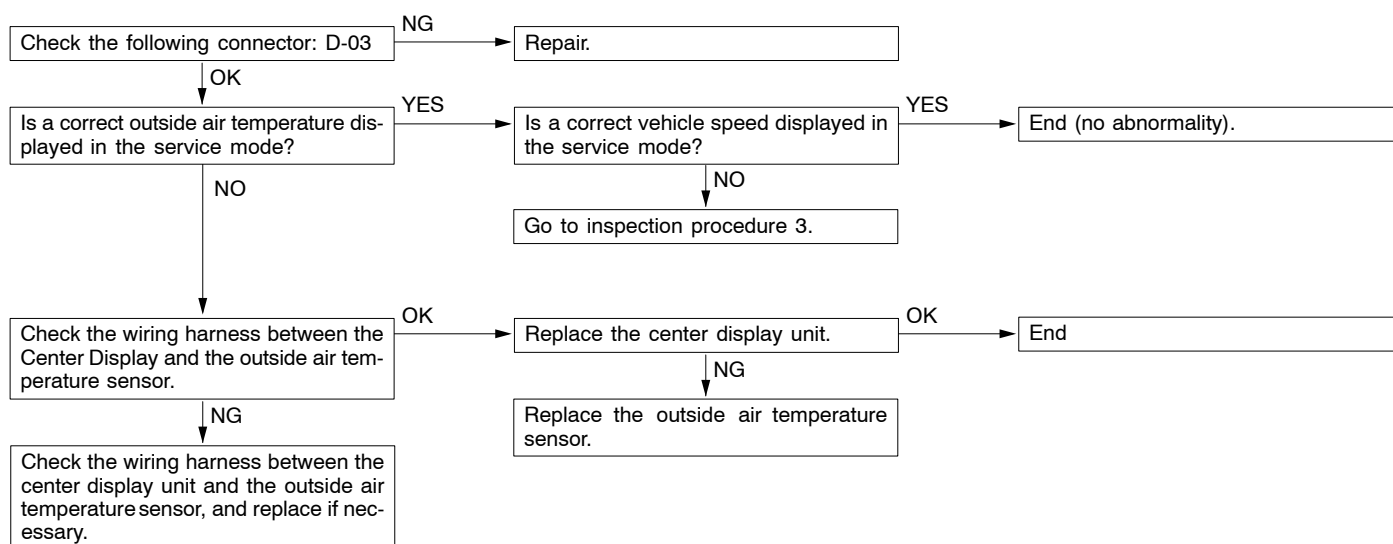 NG
Check the following connector: D-03
Repair.
OK
YES
YES
Is a correct outside air temperature dis-
played in the service mode?
Is a correct vehicle speed displayed in
the service mode?
End (no abnormality).
NO
NO
Go to inspection procedure 3.
OK
OK
Check the wiring harness between the
Center Display and the outside air tem-
perature sensor.
Replace the center display unit.
End
NG
NG
Replace the outside air temperature
sensor.
Check the wiring harness between the
center display unit and the outside air
temperature sensor, and replace if nec-
essary.